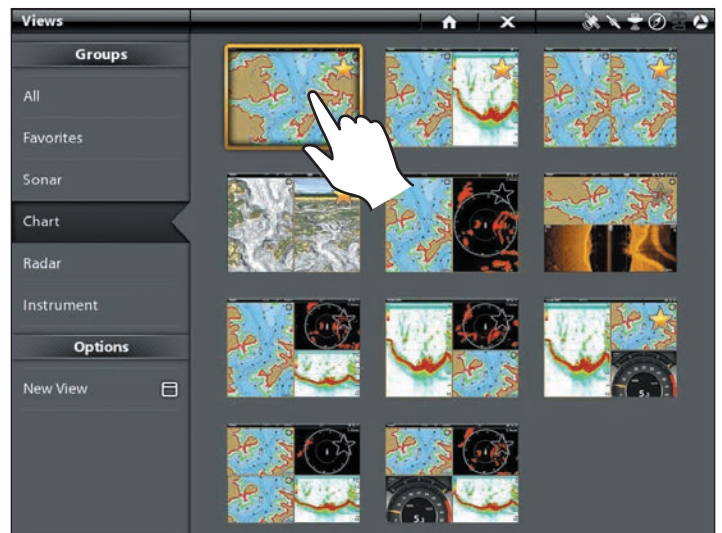 Views
Groups
All
Favorites
Sonar
Chart
Radar
Instrument
Options
New View